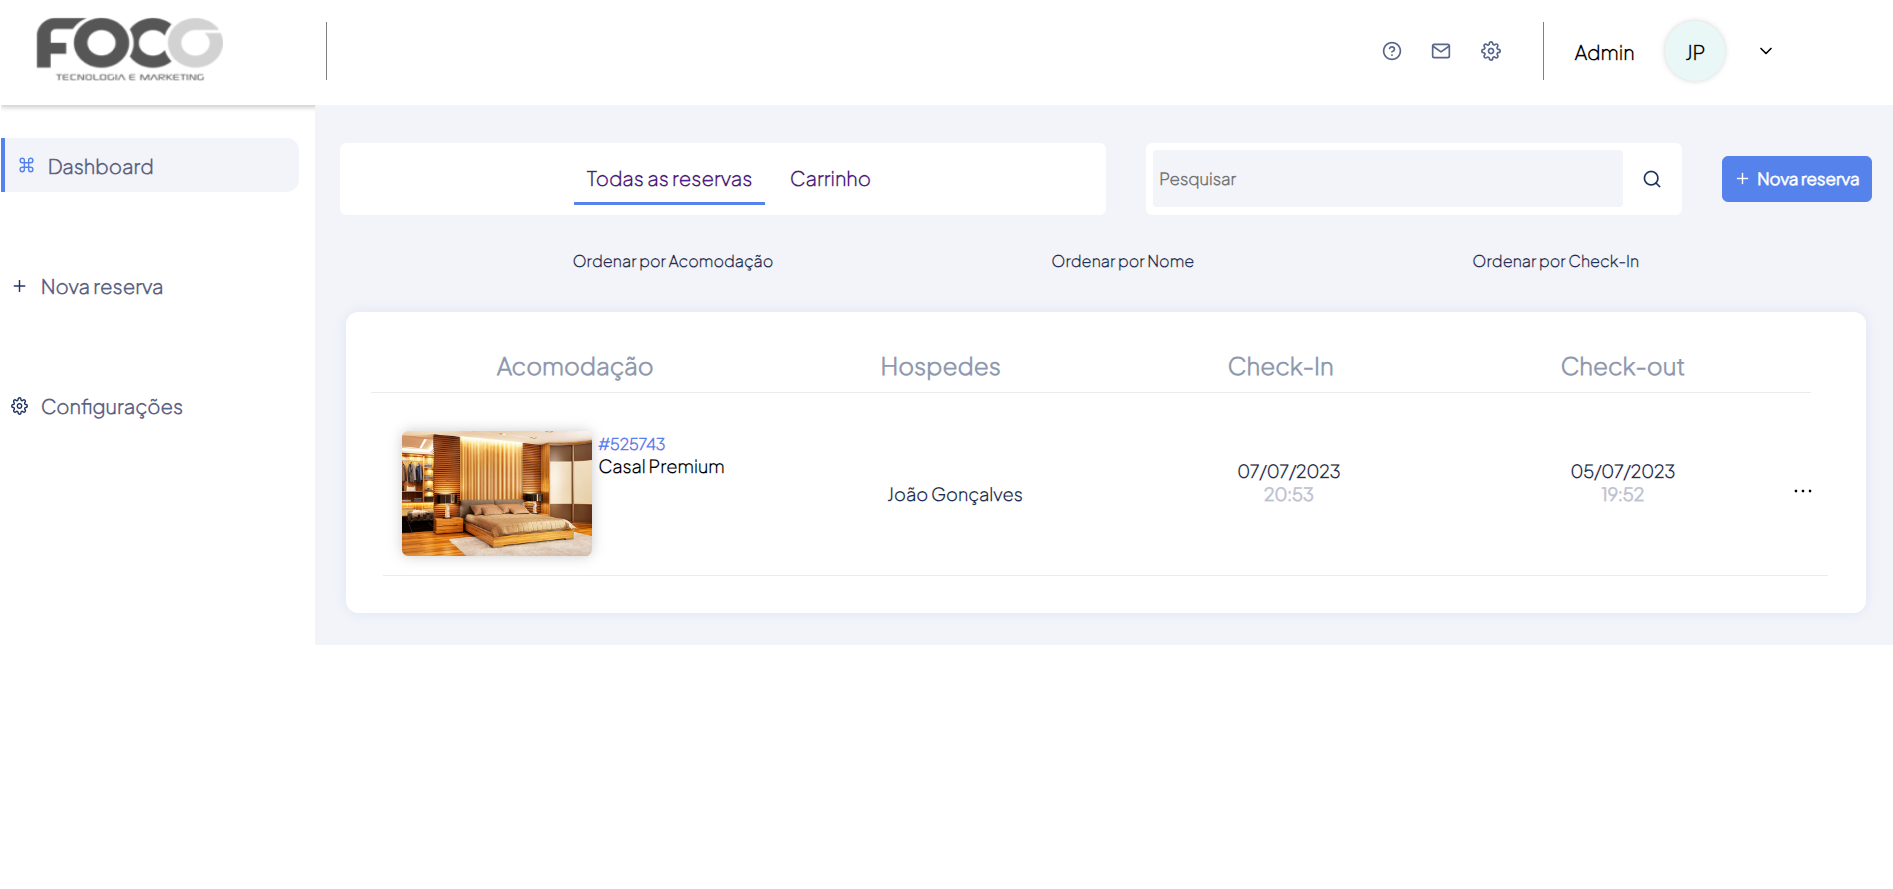 FOCO
TECNOLOGIA E MARKETING
Admin
JP
Dashboard
Todas as reservas
Carrinho
Pesquisar
+ Nova reserva
Ordenar por Acomodação
Ordenar por Nome
Ordenar por Check-In
+ Nova reserva
Configurações
Acomodação
Hospedes
Check-In
Check-out
#525743
Casal Premium
João Gonçalves
07/07/2023
20:53
05/07/2023
19:52
...